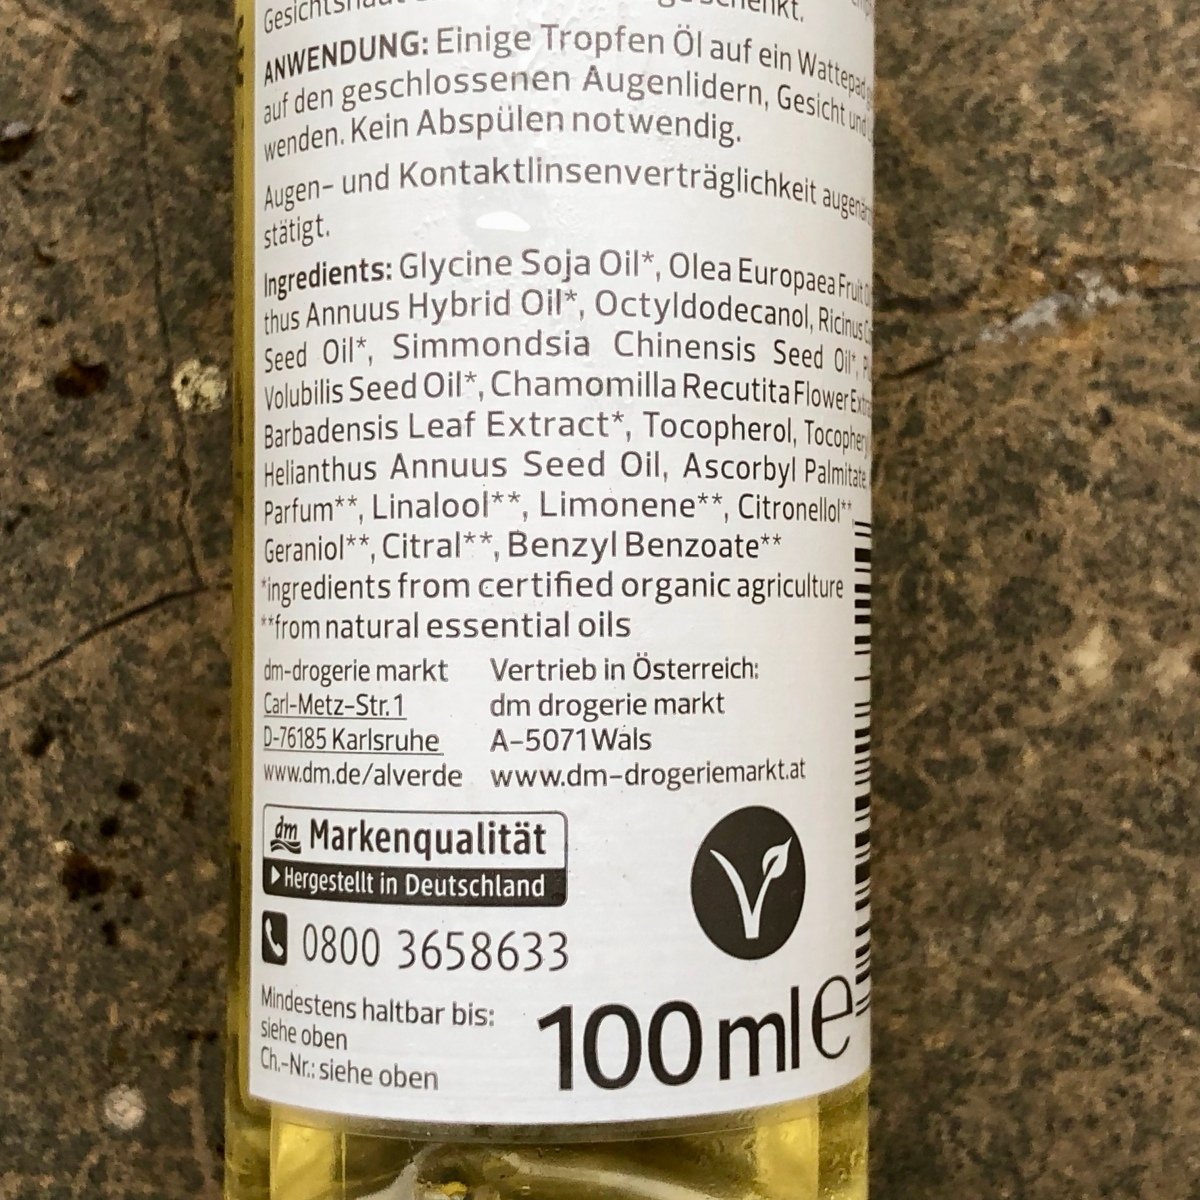 ANWENDUNG: Einige Tropfen Öl auf ein Wattepad
auf den geschlossenen Augenlidern, Gesicht und
wenden. Kein Abspülen notwendig.
Augen- und Kontaktlinsenverträglichkeit
stätigt.
Ingredients: Glycine Soja Oil*, Olea Europaea Fruit
thus Annuus Hybrid Oil*, Octyldodecanol, Ricinus
Seed Oil*, Simmondsia Chinensis Seed Oil*,
Volubilis Seed Oil*, Chamomilla Recutita Flower
Barbadensis Leaf Extract*, Tocopherol,
Helianthus Annuus Seed Oil, Ascorbyl Palmitate,
Parfum**, Linalool**, Limonene**, Citronellol**,
Geraniol**, Citral**, Benzyl Benzoate**
*ingredients from certified organic agriculture
**from natural essential oils
dm-drogerie markt
Carl-Metz-Str. 1
D-76185 Karlsruhe
www.dm.de/alverde
Vertrieb in Österreich:
dm drogerie markt
A-5071 Wals
www.dm-drogeriemarkt.at
dm Markenqualität
Hergestellt in Deutschland
0800 3658633
Mindestens haltbar bis:
siehe oben
Ch.-Nr.: siehe oben
100 ml e